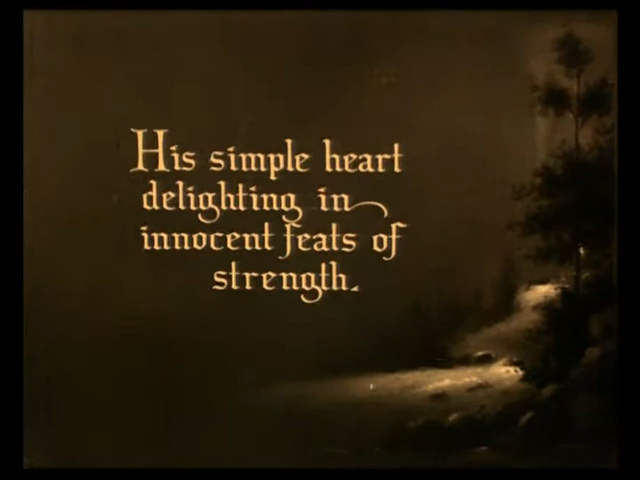 His simple heart
delighting in
innocent feats of
strength.